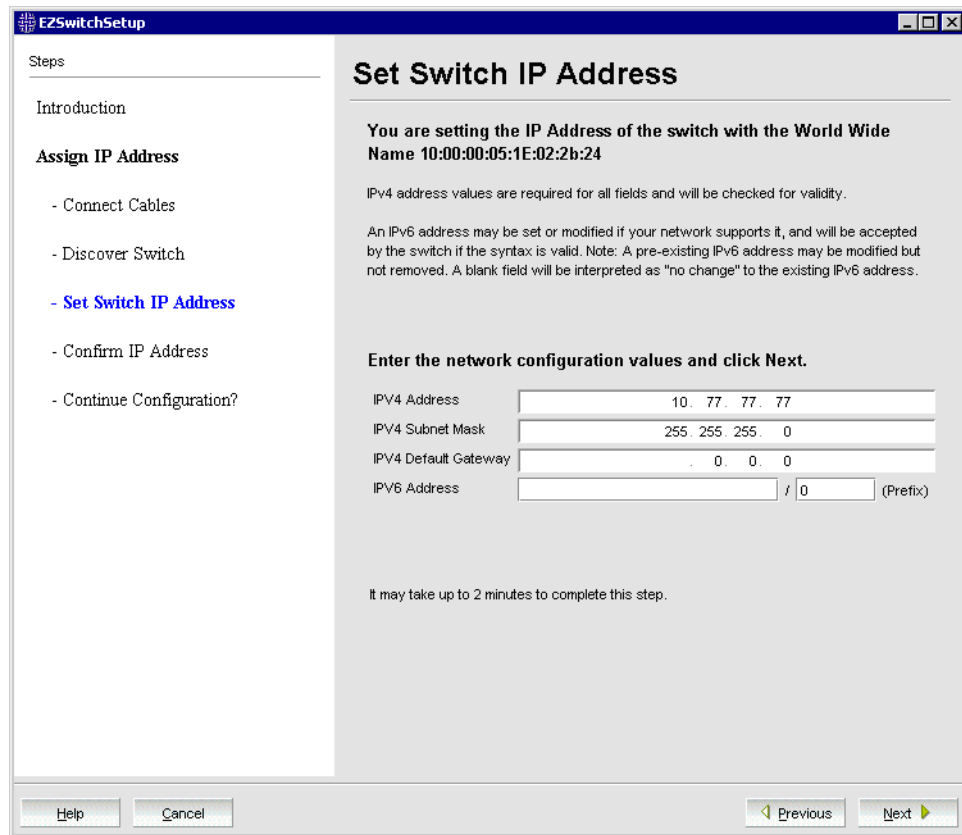 EZSwitchSetup
Steps
Introduction
Assign IP Address
- Connect Cables
- Discover Switch
- Set Switch IP Address
- Confirm IP Address
- Continue Configuration?
Set Switch IP Address
You are setting the IP Address of the switch with the World Wide
Name 10:00:00:05:1E:02:2b:24
IPv4 address values are required for all fields and will be checked for validity.
An IPv6 address may be set or modified if your network supports it, and will be accepted
by the switch if the syntax is valid. Note: A pre-existing IPv6 address may be modified but
not removed. A blank field will be interpreted as "no change" to the existing IPv6 address.
Enter the network configuration values and click Next.
IPV4 Address 10. 77. 77. 77
IPV4 Subnet Mask 255. 255. 255. 0
IPV4 Default Gateway . 0. 0. 0
IPV6 Address / 0 (Prefix)
It may take up to 2 minutes to complete this step.
Help Cancel Previous Next